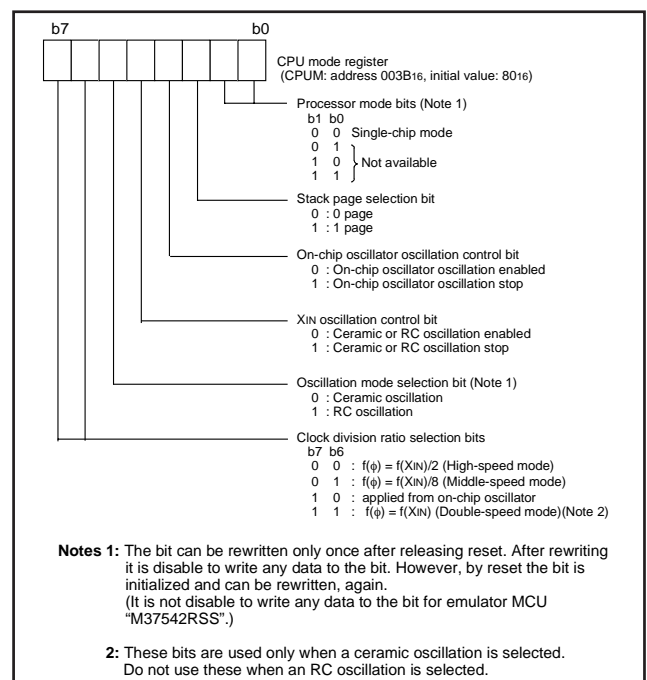 b7 b0
CPU mode register
(CPUM: address 003B16, initial value: 8016)
Processor mode bits (Note 1)
b1 b0
0 0 Single-chip mode
0 1
1 0 Not available
1 1
Stack page selection bit
0 : 0 page
1 : 1 page
On-chip oscillator oscillation control bit
0 : On-chip oscillator oscillation enabled
1 : On-chip oscillator oscillation stop
XIN oscillation control bit
0 : Ceramic or RC oscillation enabled
1 : Ceramic or RC oscillation stop
Oscillation mode selection bit (Note 1)
0 : Ceramic oscillation
1 : RC oscillation
Clock division ratio selection bits
b7 b6
0 0 : f(φ) = f(XIN)/2 (High-speed mode)
0 1 : f(φ) = f(XIN)/8 (Middle-speed mode)
1 0 : applied from on-chip oscillator
1 1 : f(φ) = f(XIN) (Double-speed mode)(Note 2)
Notes 1: The bit can be rewritten only once after releasing reset. After rewriting
it is disable to write any data to the bit. However, by reset the bit is
initialized and can be rewritten, again.
(It is not disable to write any data to the bit for emulator MCU
“M37542RSS”.)
2: These bits are used only when a ceramic oscillation is selected.
Do not use these when an RC oscillation is selected.